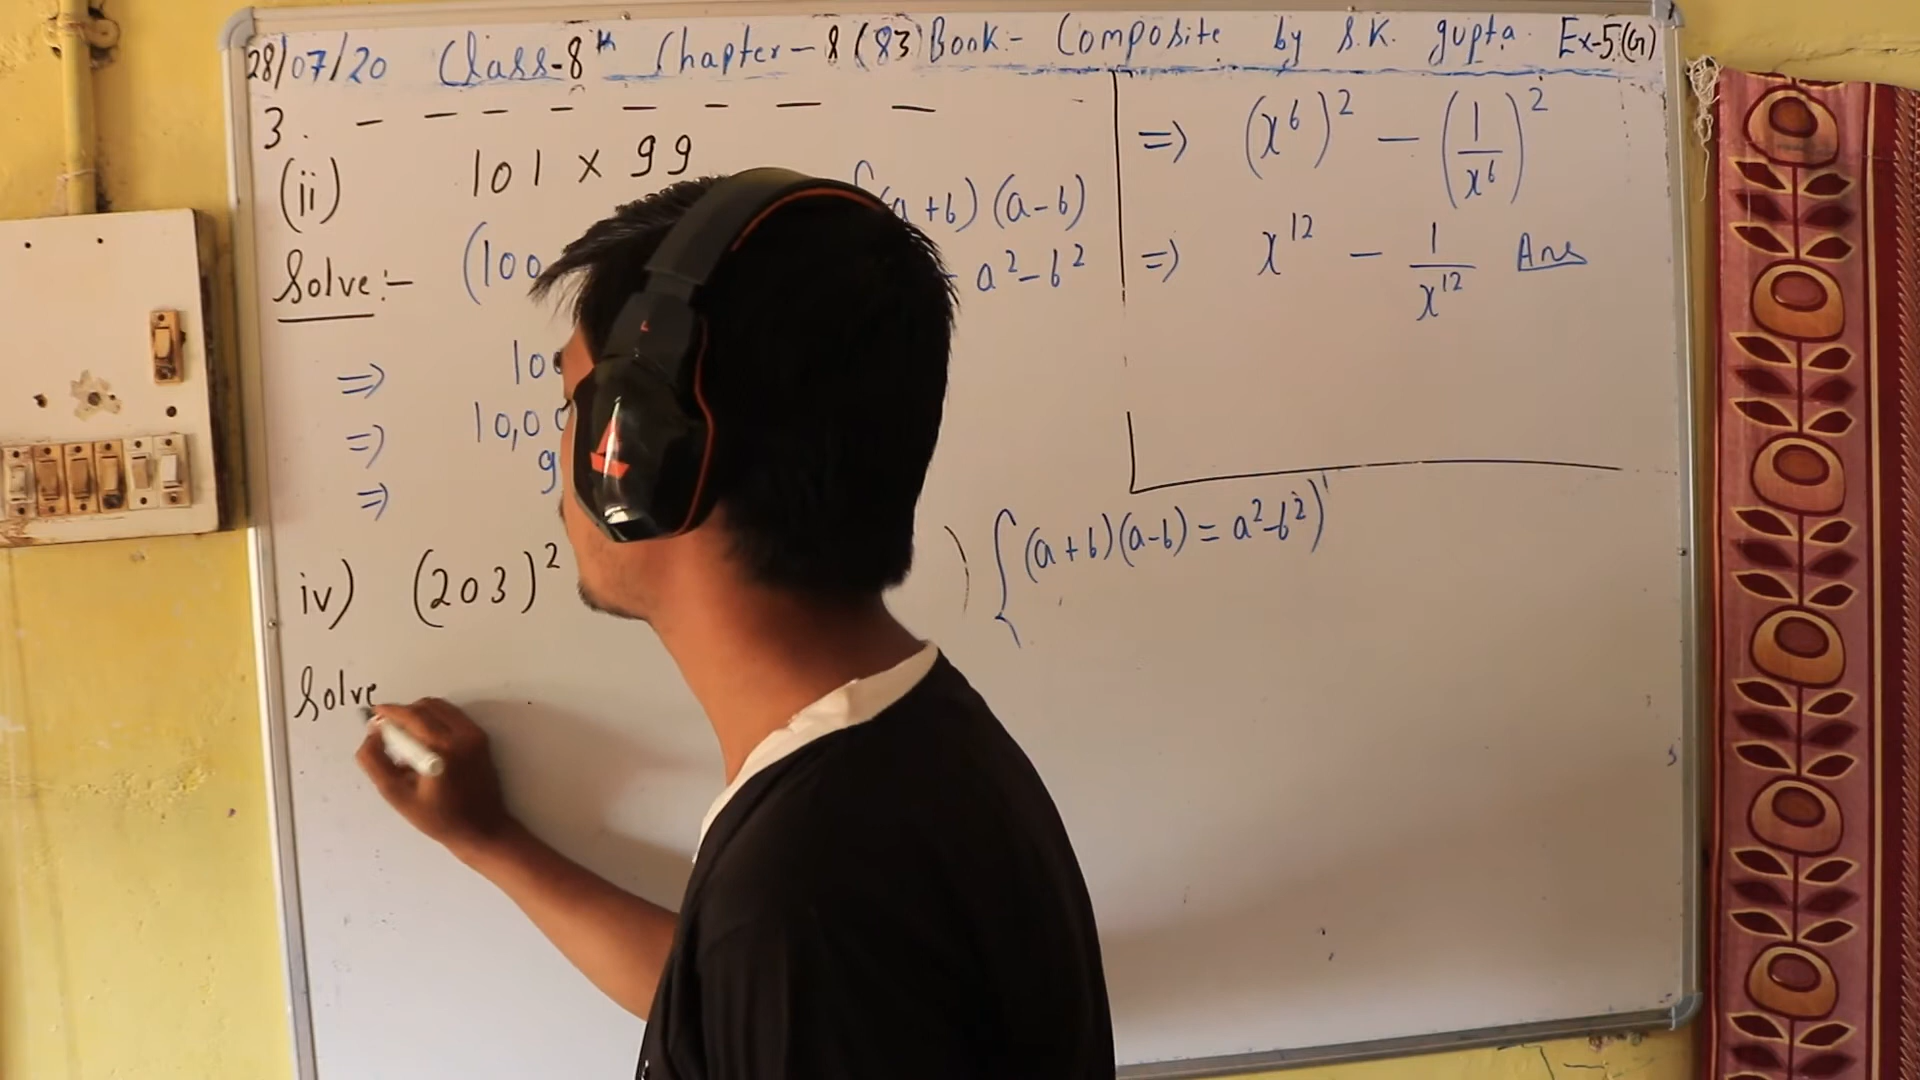 28/07/20 Class-8th Chapter-8 (83) Book:- Composite by S.K. gupta. Ex-5.(G)
3. - - - - - - -
(ii) 101 × 99
Solve:- (100 (a+b) (a-b)
a²-b²
=> 10
=> 10,00
=> 9
iv) (203)²
Solve
=> (x⁶)² - (1/x⁶)²
=> x¹² - 1/x¹² Ans
) {(a+b)(a-b) = a²-b²)